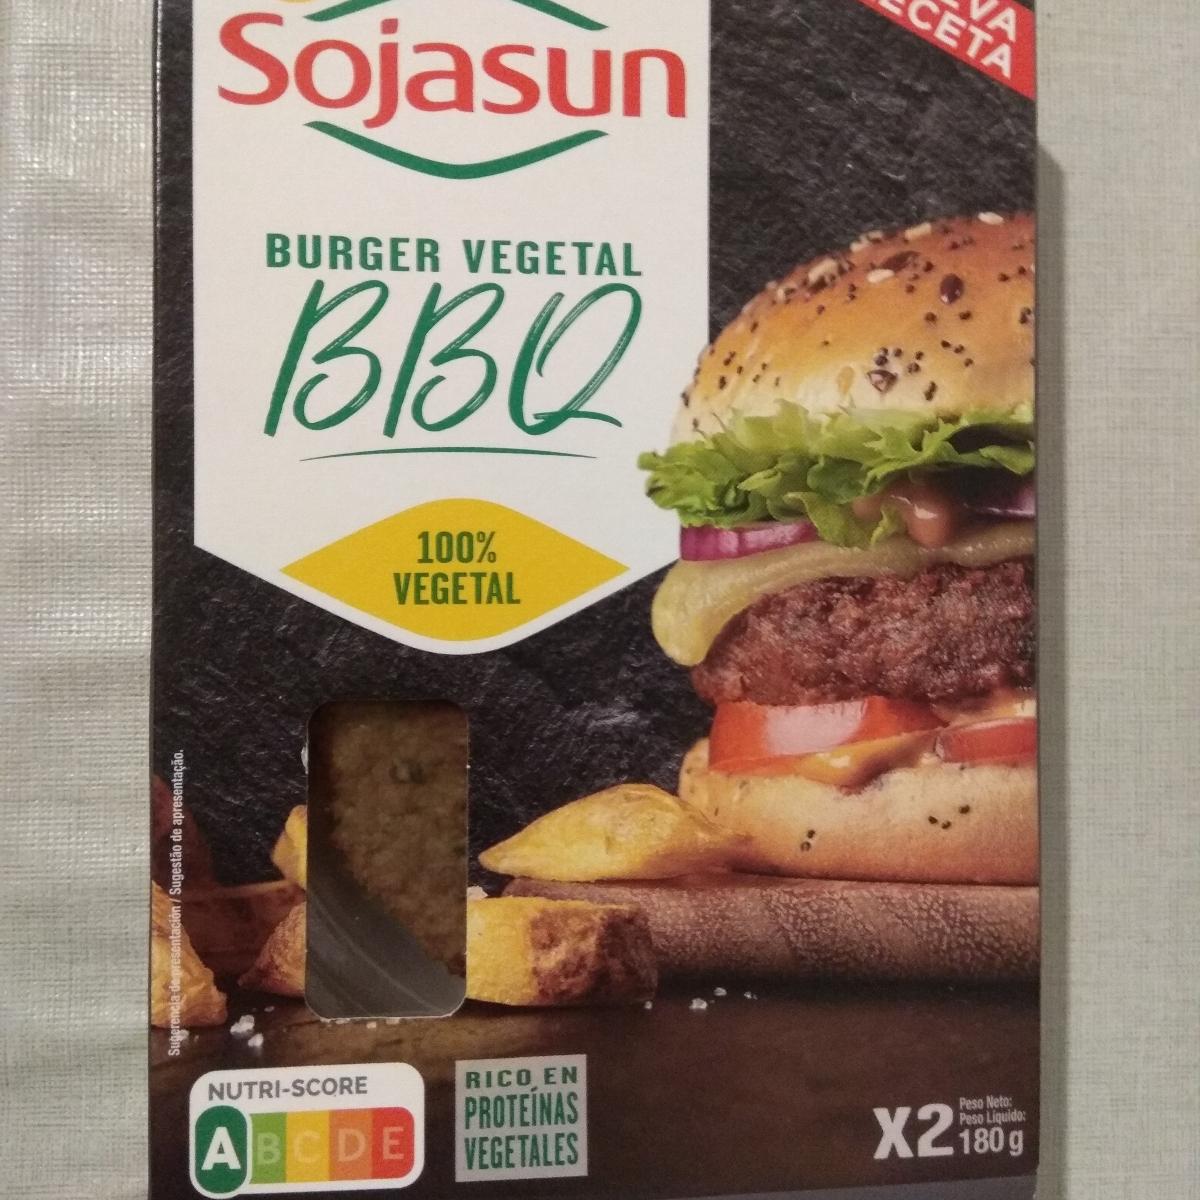 Sojasun
BURGER VEGETAL
BBQ
100%
VEGETAL
Sugerencia de presentación / Sugestão de apresentação.
NUTRI-SCORE
A B C D E
RICO EN
PROTEÍNAS
VEGETALES
X2
Peso Neto:
Peso Líquido:
180 g